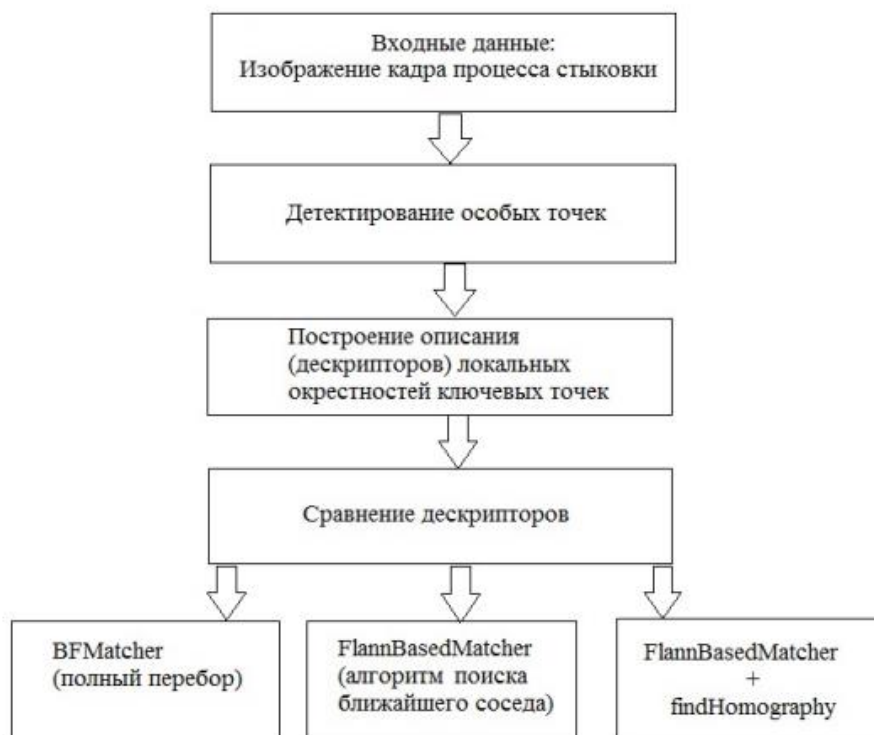 Входные данные:
Изображение кадра процесса стыковки
Детектирование особых точек
Построение описания
(дескрипторов) локальных
окрестностей ключевых точек
Сравнение дескрипторов
BFMatcher
(полный перебор)
FlannBasedMatcher
(алгоритм поиска
ближайшего соседа)
FlannBasedMatcher
+
findHomography